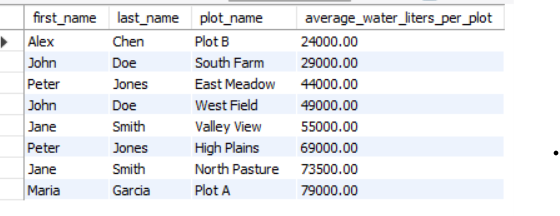 first_name last_name plot_name average_water_liters_per_plot
Alex Chen Plot B 24000.00
John Doe South Farm 29000.00
Peter Jones East Meadow 44000.00
John Doe West Field 49000.00
Jane Smith Valley View 55000.00
Peter Jones High Plains 69000.00
Jane Smith North Pasture 73500.00
Maria Garcia Plot A 79000.00